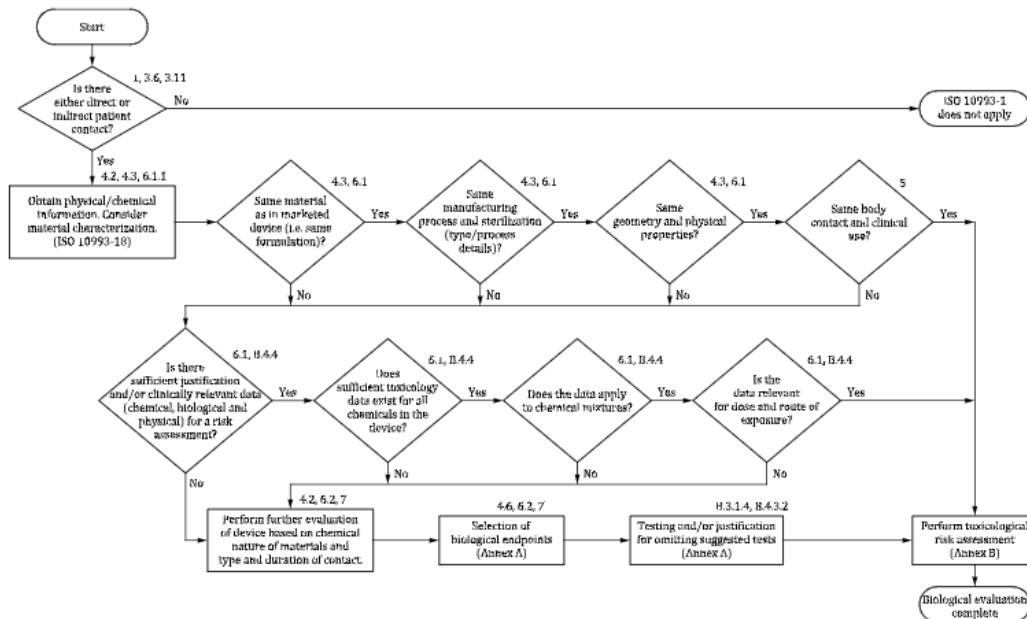 Start
1, 3.6, 3.11
Is there
either direct or
indirect patient
contact?
No
ISO 10993-1
does not apply
Yes
4.2, 4.3, 6.1.1
Obtain physical/chemical
information. Consider
material characterization.
(ISO 10993-18)
4.3, 6.1
Same material
as in marketed
device (i.e. same
formulation)?
Yes
No
4.3, 6.1
Same
manufacturing
process and sterilization
(type/process
details)?
Yes
No
4.3, 6.1
Same
geometry and physical
properties?
Yes
No
5
Same body
contact and clinical
use?
Yes
No
6.1, B.4.4
Is there
sufficient justification
and/or clinically relevant data
(chemical, biological and
physical) for a risk
assessment?
Yes
No
6.1, B.4.4
Does
sufficient toxicology
data exist for all
chemicals in the
device?
Yes
No
6.1, B.4.4
Does the data apply
to chemical mixtures?
Yes
No
6.1, B.4.4
Is the
data relevant
for dose and route of
exposure?
Yes
No
4.2, 6.2, 7
Perform further evaluation
of device based on chemical
nature of materials and
type and duration of contact.
4.6, 6.2, 7
Selection of
biological endpoints
(Annex A)
B.3.1.4, B.4.3.2
Testing and/or justification
for omitting suggested tests
(Annex A)
Perform toxicological
risk assessment
(Annex B)
Biological evaluation
complete